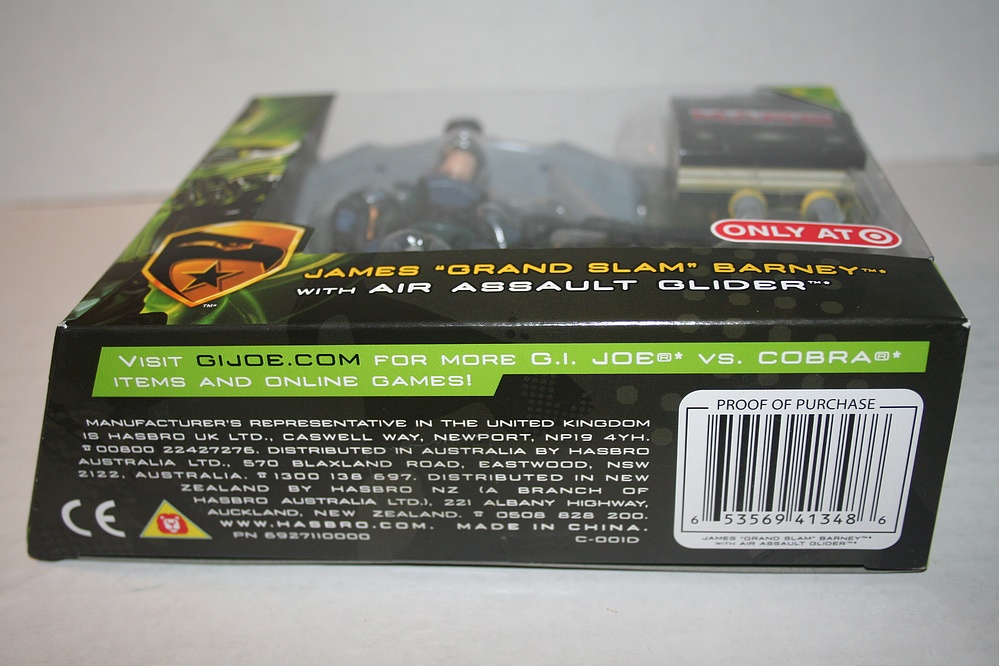 ONLY AT
JAMES "GRAND SLAM" BARNEY™*
WITH AIR ASSAULT GLIDER™*
™*
VISIT GIJOE.COM FOR MORE G.I. JOE®* VS. COBRA®*
ITEMS AND ONLINE GAMES!
MANUFACTURER'S REPRESENTATIVE IN THE UNITED KINGDOM
IS HASBRO UK LTD., CASWELL WAY, NEWPORT, NP19 4YH.
☎00800 22427276. DISTRIBUTED IN AUSTRALIA BY HASBRO
AUSTRALIA LTD., 570 BLAXLAND ROAD, EASTWOOD, NSW
2122, AUSTRALIA. ☎1300 138 697. DISTRIBUTED IN NEW
ZEALAND BY HASBRO NZ (A BRANCH OF
HASBRO AUSTRALIA LTD.), 221 ALBANY HIGHWAY,
AUCKLAND, NEW ZEALAND. ☎ 0508 828 200.
WWW.HASBRO.COM. MADE IN CHINA.
PN 6927110000 C-001D
CE
PROOF OF PURCHASE
6 53569 41348 6
JAMES "GRAND SLAM" BARNEY™*
WITH AIR ASSAULT GLIDER™*